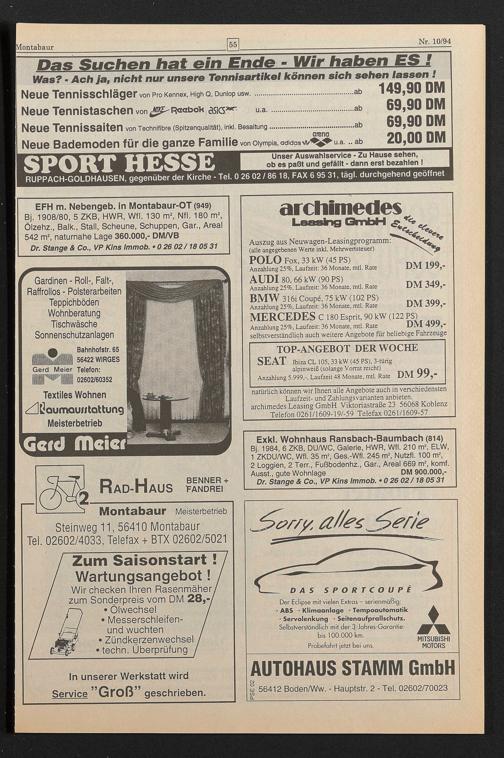 Montabaur
55
Nr. 10/94
Das Suchen hat ein Ende - Wir haben ES !
Was? - Ach ja, nicht nur unsere Tennisartikel können sich sehen lassen !
Neue Tennisschläger von Pro Kennex, High Q, Dunlop usw. ...ab 149,90 DM
Neue Tennistaschen von NIKE Reebok asics u.a. ...ab 69,90 DM
Neue Tennissaiten von Technifibre (Spitzenqualität), inkl. Besaitung ...ab 69,90 DM
Neue Bademoden für die ganze Familie von Olympia, adidas arena u.a. .. ab 20,00 DM
SPORT HESSE
Unser Auswahlservice - Zu Hause sehen,
ob es paßt und gefällt - dann erst bezahlen !
RUPPACH-GOLDHAUSEN, gegenüber der Kirche - Tel. 0 26 02 / 86 18, FAX 6 95 31, tägl. durchgehend geöffnet
EFH m. Nebengeb. in Montabaur-OT (949)
Bj. 1908/80, 5 ZKB, HWR, Wfl. 130 m², Nfl. 180 m²,
Ölzehz., Balk., Stall, Scheune, Schuppen, Gar., Areal
542 m², naturnahe Lage 360.000,- DM/VB
Dr. Stange & Co., VP Kins Immob. • 0 26 02 / 18 05 31
Gardinen - Roll-, Falt-,
Raffrollos - Polsterarbeiten
Teppichböden
Wohnberatung
Tischwäsche
Sonnenschutzanlagen
Bahnhofstr. 65
56422 WIRGES
Gerd Meier
Telefon:
02602/60352
Textiles Wohnen
Raumausstattung
Meisterbetrieb
Gerd Meier
archimedes
Leasing GmbH
die clevere
Entscheidung
Auszug aus Neuwagen-Leasingprogramm:
(alle angegebenen Werte inkl. Mehrwertsteuer)
POLO Fox, 33 kW (45 PS)
Anzahlung 25%, Laufzeit: 36 Monate, mtl. Rate DM 199,-
AUDI 80, 66 kW (90 PS)
Anzahlung 25%, Laufzeit: 36 Monate, mtl. Rate DM 349,-
BMW 316i Coupé, 75 kW (102 PS)
Anzahlung 25%, Laufzeit: 36 Monate, mtl. Rate DM 399,-
MERCEDES C 180 Esprit, 90 kW (122 PS)
Anzahlung 25%, Laufzeit: 36 Monate, mtl. Rate DM 499,-
selbstverständlich auch weitere Angebote für beliebige Fahrzeuge
TOP-ANGEBOT DER WOCHE
SEAT Ibiza CL 105, 33 kW (45 PS), 3-türig
alpinweiß (solange Vorrat reicht)
Anzahlung 5.999,-, Laufzeit 48 Monate, mtl. Rate DM 99,-
natürlich können wir Ihnen alle Angebote auch in verschiedensten
Laufzeit- und Zahlungsvarianten anbieten.
archimedes Leasing GmbH, Viktoriastraße 23 56068 Koblenz
Telefon 0261/1609-19/-59 Telefax 0261/1609-57
Exkl. Wohnhaus Ransbach-Baumbach (814)
Bj. 1984, 6 ZKB, DU/WC, Galerie, HWR, Wfl. 210 m², ELW,
1 ZKDU/WC, Wfl. 35 m², Ges.-Wfl. 245 m², Nutzfl. 100 m²,
2 Loggien, 2 Terr., Fußbodenhz., Gar., Areal 669 m², komf.
Ausst., gute Wohnlage DM 900.000,-
Dr. Stange & Co., VP Kins Immob. • 0 26 02 / 18 05 31
2 RAD-HAUS BENNER + FANDREI
Montabaur Meisterbetrieb
Steinweg 11, 56410 Montabaur
Tel. 02602/4033, Telefax + BTX 02602/5021
Zum Saisonstart !
Wartungsangebot !
Wir checken Ihren Rasenmäher
zum Sonderpreis vom DM 28,-
• Ölwechsel
• Messerschleifen-
und wuchten
• Zündkerzenwechsel
• techn. Überprüfung
In unserer Werkstatt wird
Service "Groß" geschrieben.
Sorry, alles Serie
DAS SPORTCOUPÉ
Der Eclipse mit vielen Extras - serienmäßig:
· ABS · Klimaanlage · Tempoautomatik
· Servolenkung · Seitenaufprallschutz.
Selbstverständlich mit der 3-Jahres-Garantie
bis 100.000 km.
Probefahrt jetzt bei uns.
MITSUBISHI
MOTORS
AUTOHAUS STAMM GmbH
56412 Boden/Ww. - Hauptstr. 2 - Tel. 02602/70023